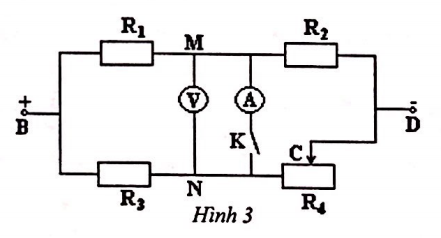 R1 M R2
+ V A -
B K C D
R3 N R4
Hình 3